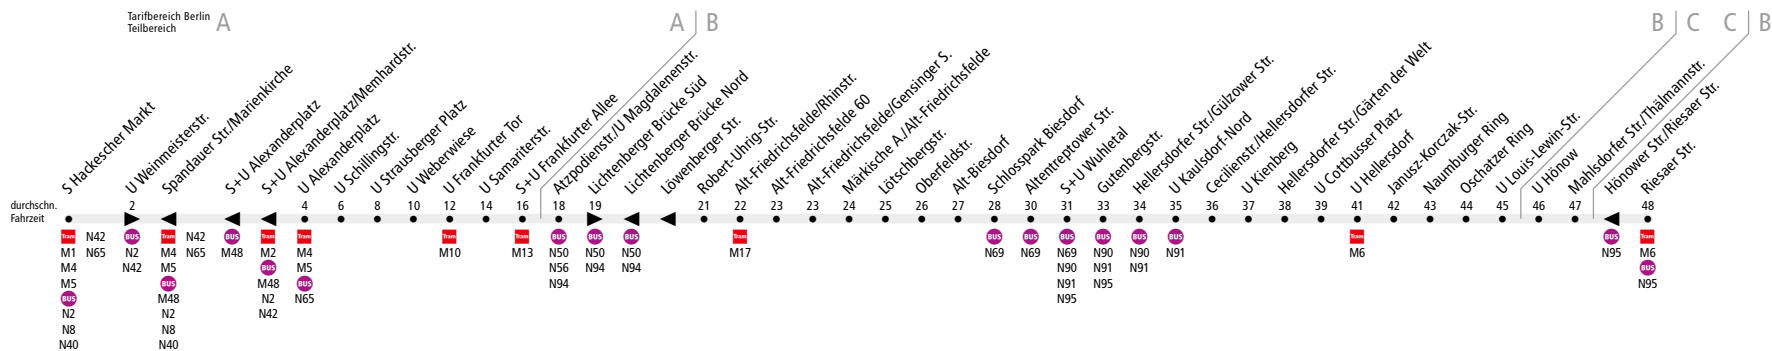 Tarifbereich Berlin
Teilbereich
A
A
B
B
C
C
B
S Hackescher Markt
U Weinmeisterstr.
Spandauer Str./Marienkirche
S+U Alexanderplatz
S+U Alexanderplatz/Memhardstr.
U Alexanderplatz
U Schillingstr.
U Strausberger Platz
U Weberwiese
U Frankfurter Tor
U Samariterstr.
S+U Frankfurter Allee
Atzpodienstr./U Magdalenenstr.
Lichtenberger Brücke Süd
Lichtenberger Brücke Nord
Löwenberger Str.
Robert-Uhrig-Str.
Alt-Friedrichsfelde/Rhinstr.
Alt-Friedrichsfelde 60
Alt-Friedrichsfelde/Gensinger S.
Märkische A./Alt-Friedrichsfelde
Lötschbergstr.
Oberfeldstr.
Alt-Biesdorf
Schlosspark Biesdorf
Altentreptower Str.
S+U Wuhletal
Gutenbergstr.
Hellersdorfer Str./Gülzower Str.
U Kaulsdorf-Nord
Cecilienstr./Hellersdorfer Str.
U Kienberg
Hellersdorfer Str./Gärten der Welt
U Cottbusser Platz
U Hellersdorf
Janusz-Korczak-Str.
Naumburger Ring
Oschatzer Ring
U Louis-Lewin-Str.
U Hönow
Mahlsdorfer Str./Thälmannstr.
Hönower Str./Riesaer Str.
Riesaer Str.
durchschn.
Fahrzeit
2 4 6 8 10 12 14 16 18 19 21 22 23 23 24 25 26 27 28 30 31 33 34 35 36 37 38 39 41 42 43 44 45 46 47 48
Tram
M1
M4
M5
BUS
N2
N8
N40
N42
N65
BUS
N2
N42
Tram
M4
M5
BUS
M48
N2
N8
N40
N42
N65
BUS
M48
Tram
M2
BUS
M48
N2
N42
Tram
M4
M5
BUS
N65
Tram
M10
Tram
M13
BUS
N50
N56
N94
BUS
N50
N94
BUS
N50
N94
Tram
M17
BUS
N69
BUS
N69
BUS
N69
N90
N91
N95
BUS
N90
N91
N95
BUS
N90
N91
BUS
N91
Tram
M6
BUS
N95
Tram
M6
BUS
N95